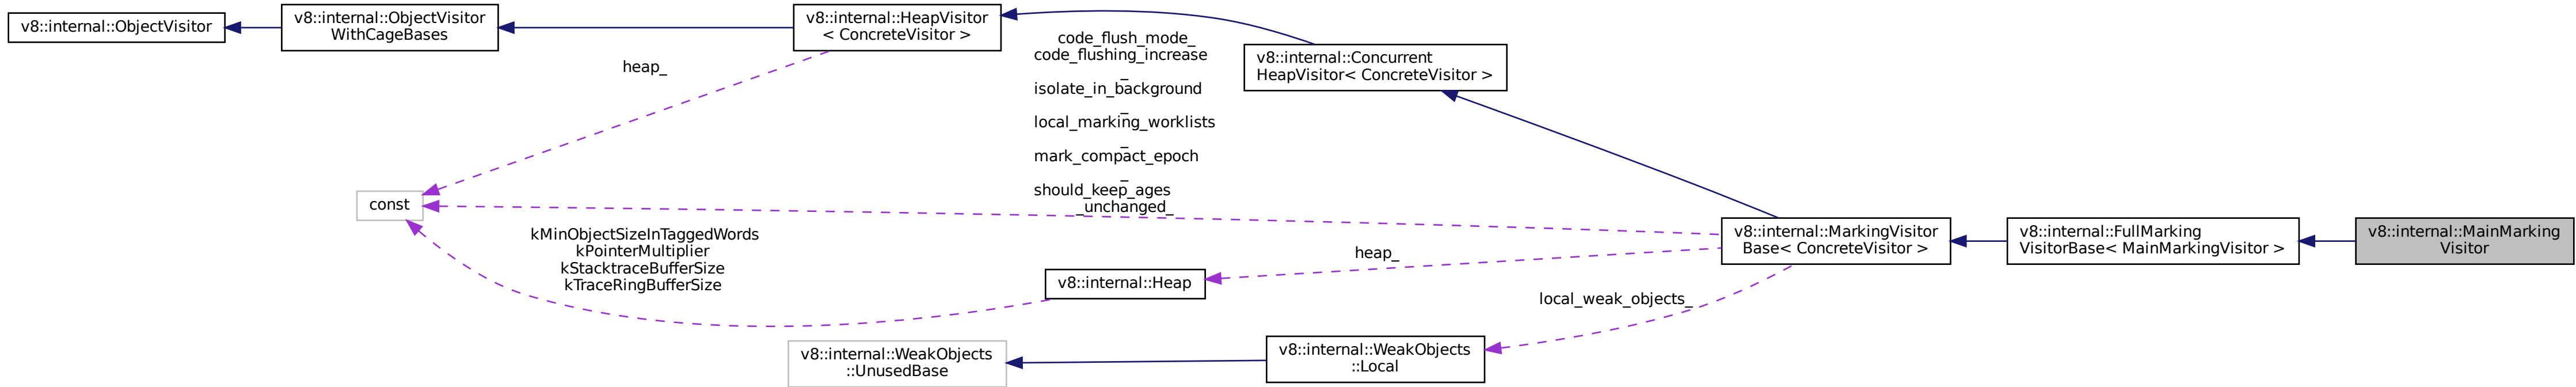 v8::internal::ObjectVisitor
v8::internal::ObjectVisitor
WithCageBases
v8::internal::HeapVisitor
< ConcreteVisitor >
heap_
code_flush_mode_
code_flushing_increase
_
isolate_in_background
_
local_marking_worklists
_
mark_compact_epoch
_
should_keep_ages
_unchanged_
v8::internal::Concurrent
HeapVisitor< ConcreteVisitor >
const
kMinObjectSizeInTaggedWords
kPointerMultiplier
kStacktraceBufferSize
kTraceRingBufferSize
v8::internal::Heap
heap_
local_weak_objects_
v8::internal::MarkingVisitor
Base< ConcreteVisitor >
v8::internal::FullMarking
VisitorBase< MainMarkingVisitor >
v8::internal::MainMarking
Visitor
v8::internal::WeakObjects
::UnusedBase
v8::internal::WeakObjects
::Local